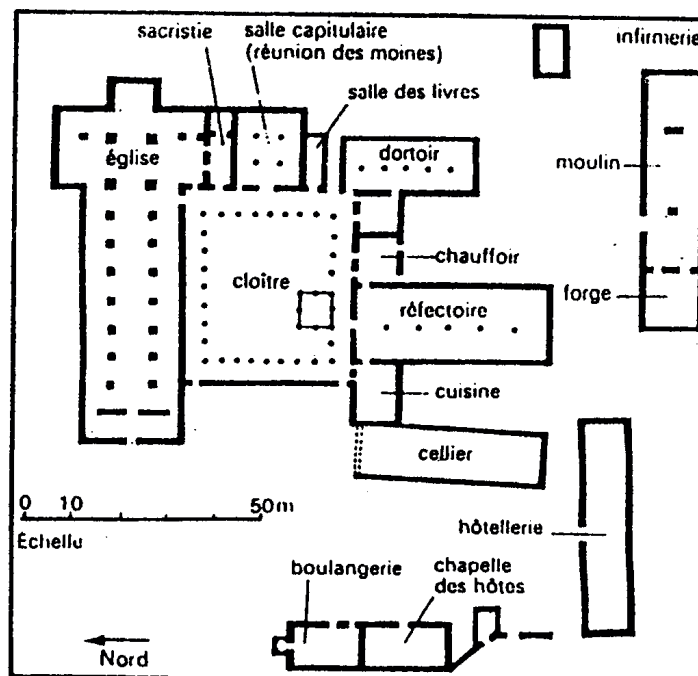 sacristie
salle capitulaire
(réunion des moines)
salle des livres
infirmerie
église
dortoir
moulin
chauffoir
cloître
réfectoire
forge
cuisine
cellier
0 10 50m
Échelle
hôtellerie
boulangerie
chapelle
des hôtes
Nord